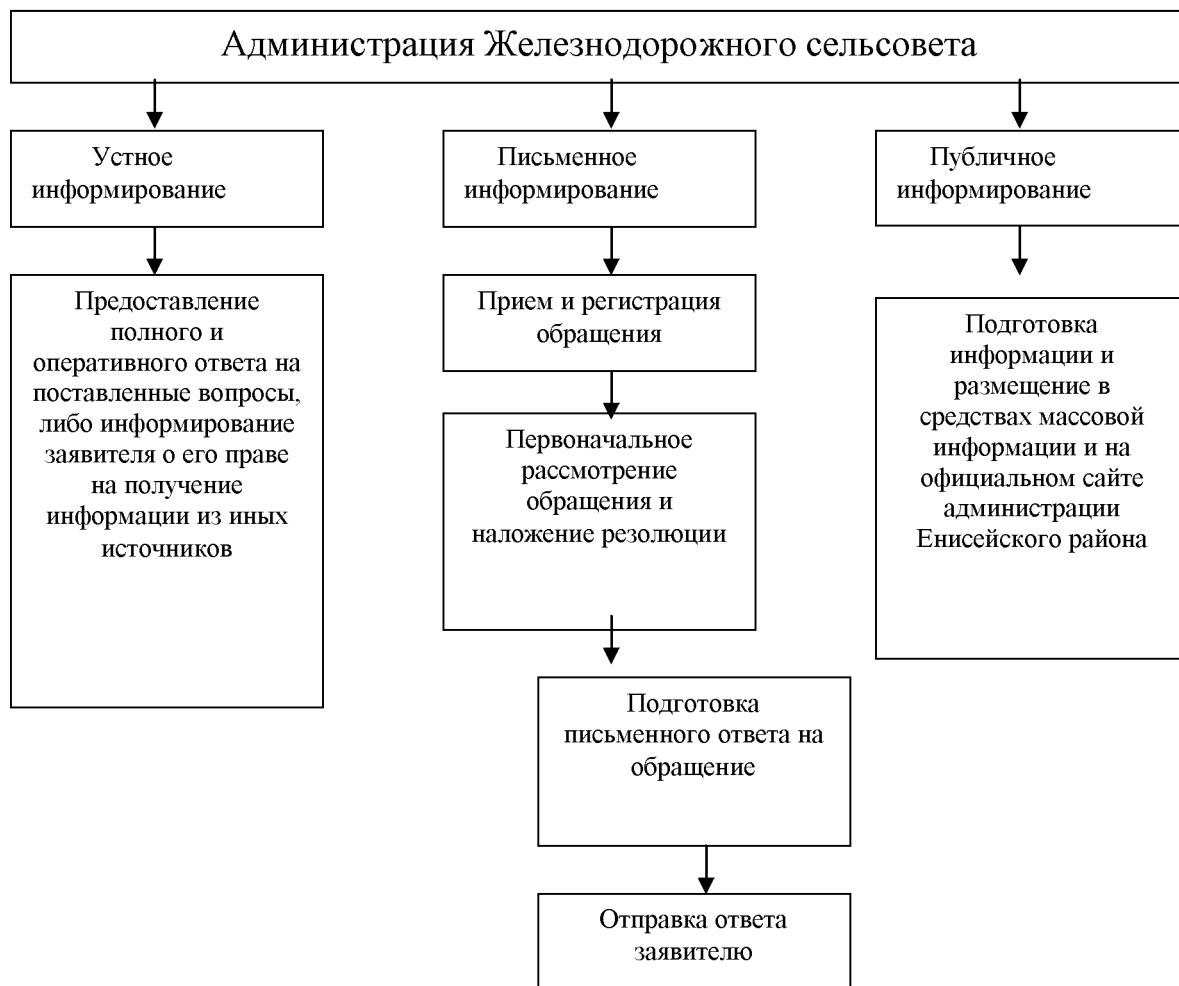 Администрация Железнодорожного сельсовета
Устное
информирование
Письменное
информирование
Публичное
информирование
Предоставление
полного и
оперативного ответа на
поставленные вопросы,
либо информирование
заявителя о его праве
на получение
информации из иных
источников
Прием и регистрация
обращения
Первоначальное
рассмотрение
обращения и
наложение резолюции
Подготовка
письменного ответа на
обращение
Отправка ответа
заявителю
Подготовка
информации и
размещение в
средствах массовой
информации и на
официальном сайте
администрации
Енисейского района